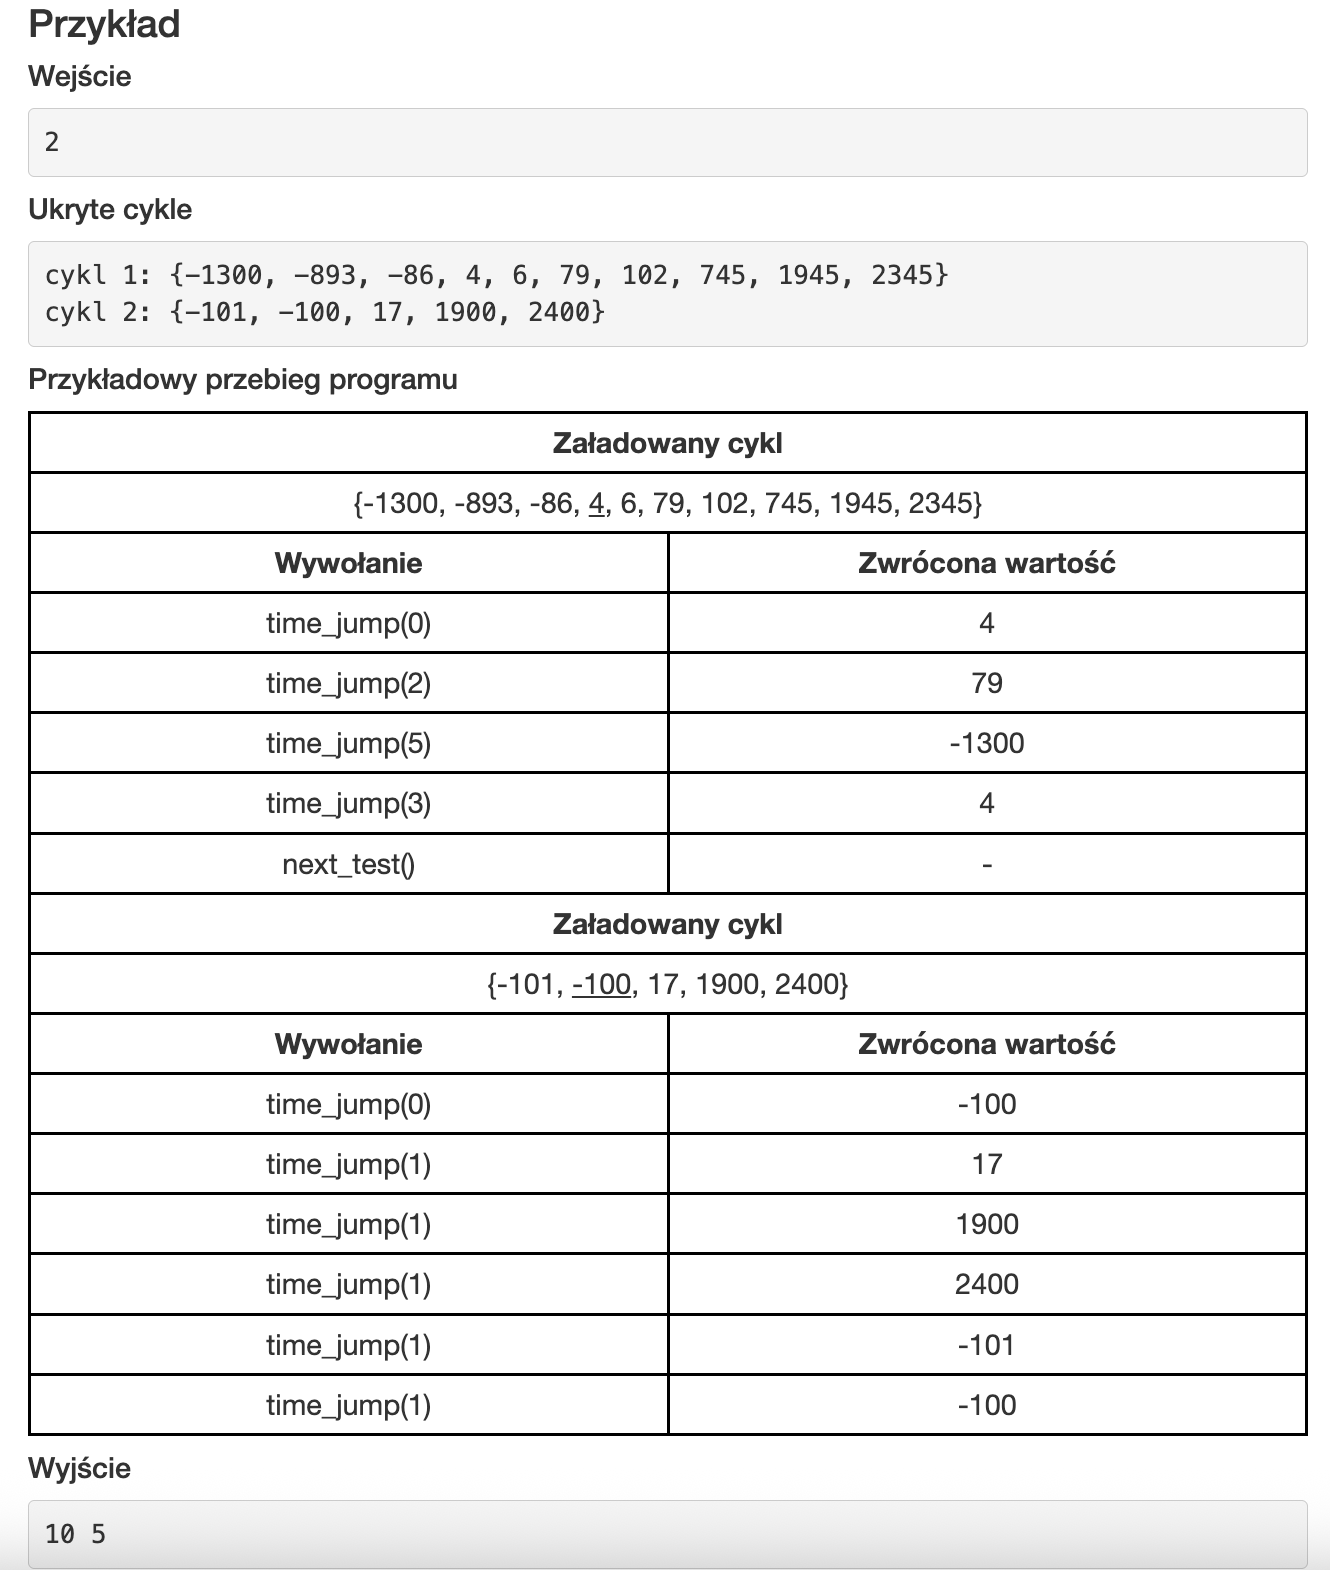 Przykład
Wejście
2
Ukryte cykle
cykl 1: {-1300, -893, -86, 4, 6, 79, 102, 745, 1945, 2345}
cykl 2: {-101, -100, 17, 1900, 2400}
Przykładowy przebieg programu
Załadowany cykl
{-1300, -893, -86, 4, 6, 79, 102, 745, 1945, 2345}
Wywołanie Zwrócona wartość
time_jump(0) 4
time_jump(2) 79
time_jump(5) -1300
time_jump(3) 4
next_test() -
Załadowany cykl
{-101, -100, 17, 1900, 2400}
Wywołanie Zwrócona wartość
time_jump(0) -100
time_jump(1) 17
time_jump(1) 1900
time_jump(1) 2400
time_jump(1) -101
time_jump(1) -100
Wyjście
10 5